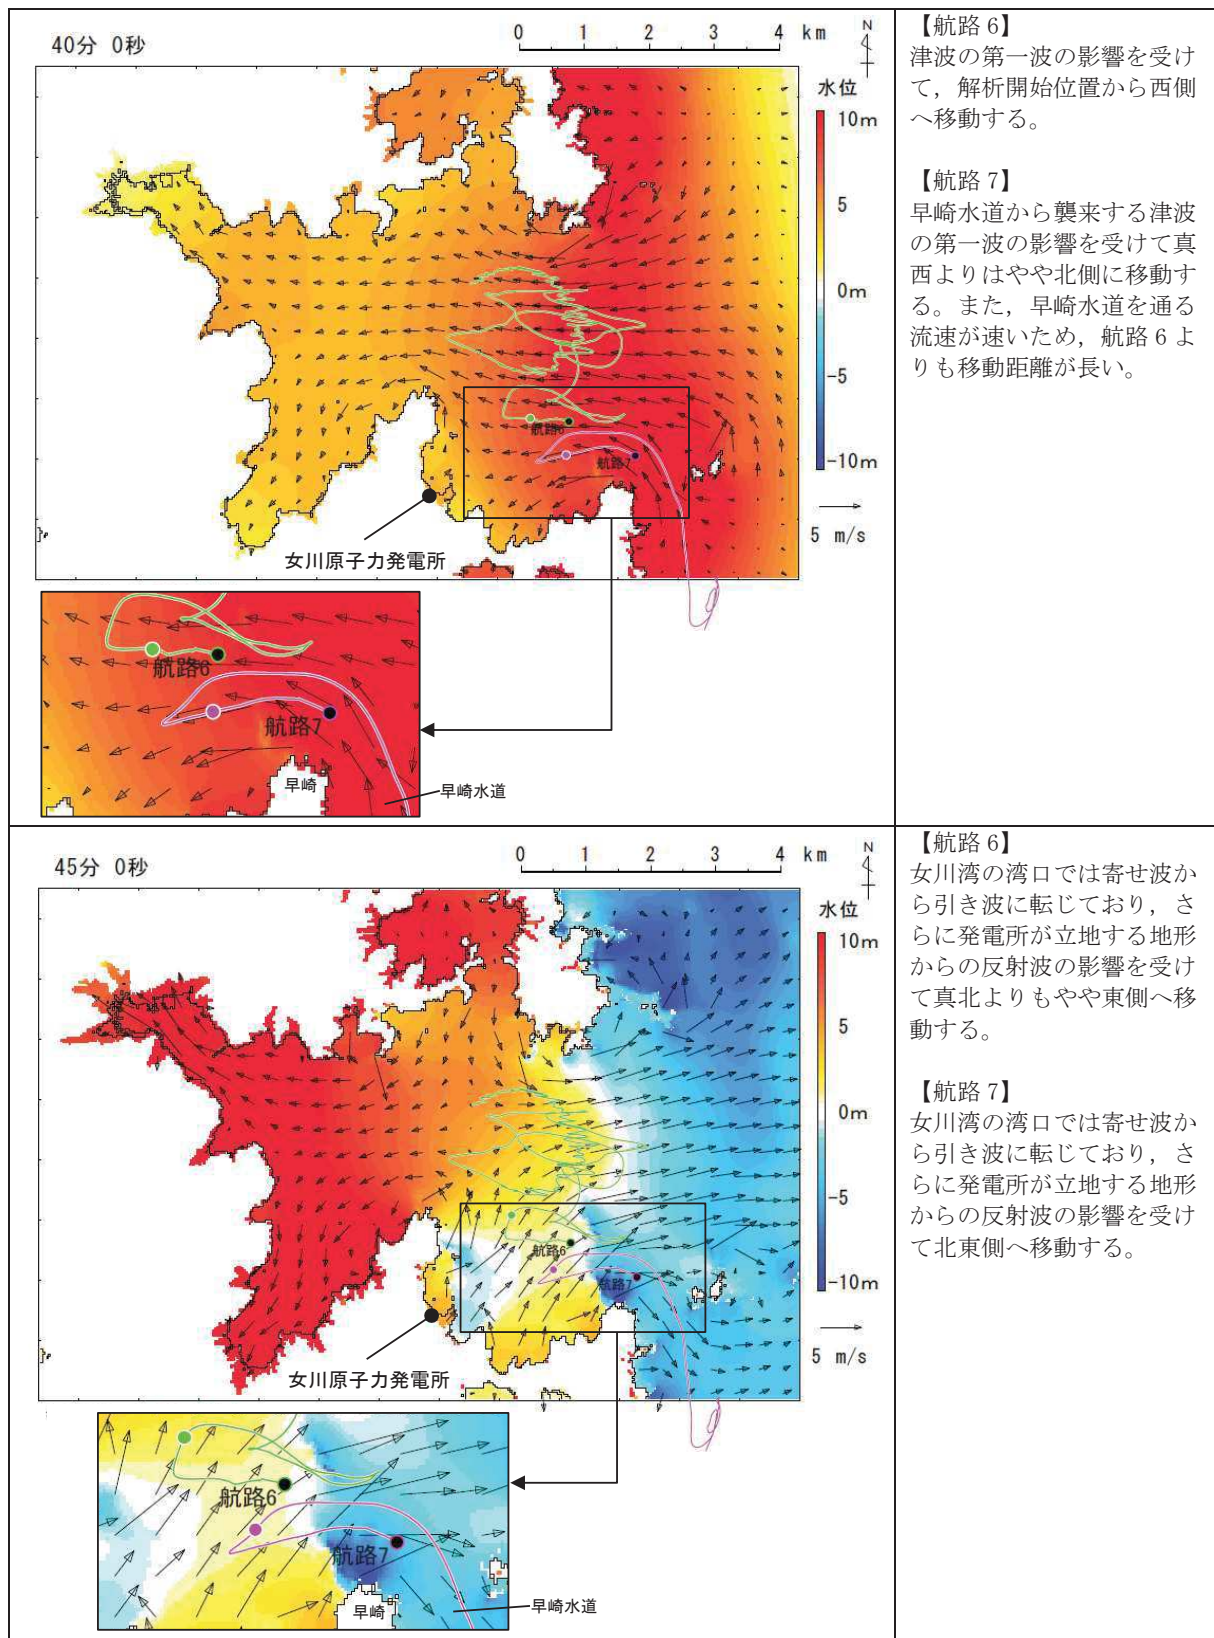 40分 0秒
0 1 2 3 4 km
N
水位
10m
5
0m
-5
-10m
5 m/s
航路6
航路7
女川原子力発電所
航路6
航路7
早崎
早崎水道
【航路6】
津波の第一波の影響を受け
て，解析開始位置から西側
へ移動する。
【航路7】
早崎水道から襲来する津波
の第一波の影響を受けて真
西よりはやや北側に移動す
る。また，早崎水道を通る
流速が速いため，航路6よ
りも移動距離が長い。
45分 0秒
0 1 2 3 4 km
N
水位
10m
5
0m
-5
-10m
5 m/s
航路6
航路7
女川原子力発電所
航路6
航路7
早崎
早崎水道
【航路6】
女川湾の湾口では寄せ波か
ら引き波に転じており，さ
らに発電所が立地する地形
からの反射波の影響を受け
て真北よりもやや東側へ移
動する。
【航路7】
女川湾の湾口では寄せ波か
ら引き波に転じており，さ
らに発電所が立地する地形
からの反射波の影響を受け
て北東側へ移動する。